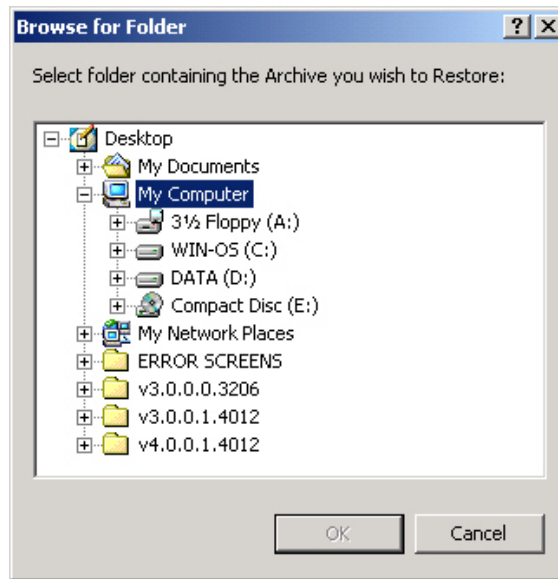 Browse for Folder
Select folder containing the Archive you wish to Restore:
Desktop
My Documents
My Computer
3½ Floppy (A:)
WIN-OS (C:)
DATA (D:)
Compact Disc (E:)
My Network Places
ERROR SCREENS
v3.0.0.0.3206
v3.0.0.1.4012
v4.0.0.1.4012
OK
Cancel